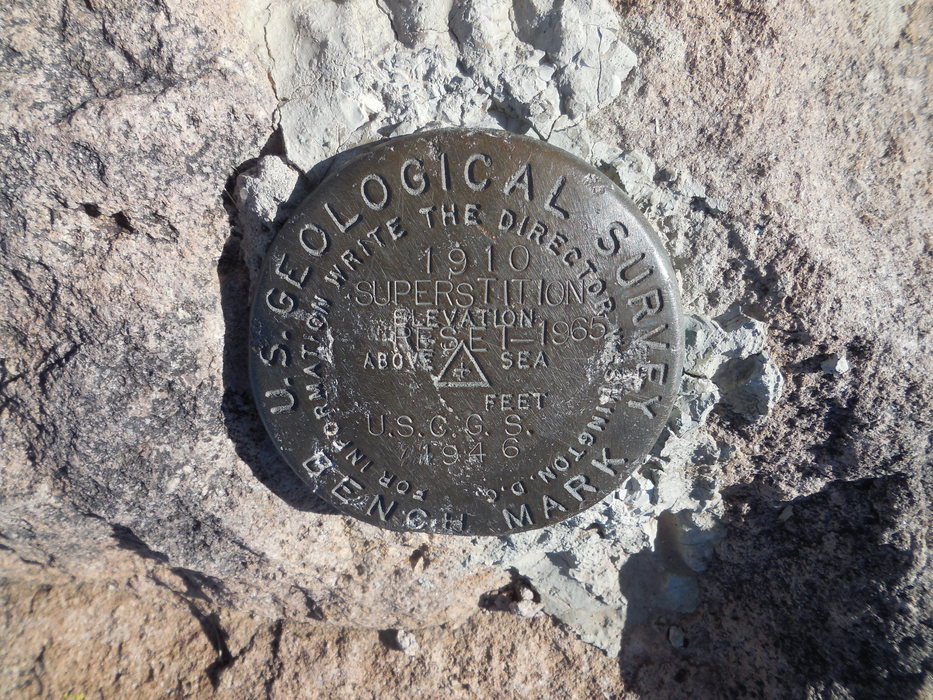 U.S. GEOLOGICAL SURVEY
FOR INFORMATION WRITE THE DIRECTOR WASHINGTON, D.C.
1910
SUPERSTITION
ELEVATION
RESET-1965
ABOVE SEA
FEET
U.S.C.G.S.
1946
BENCH MARK